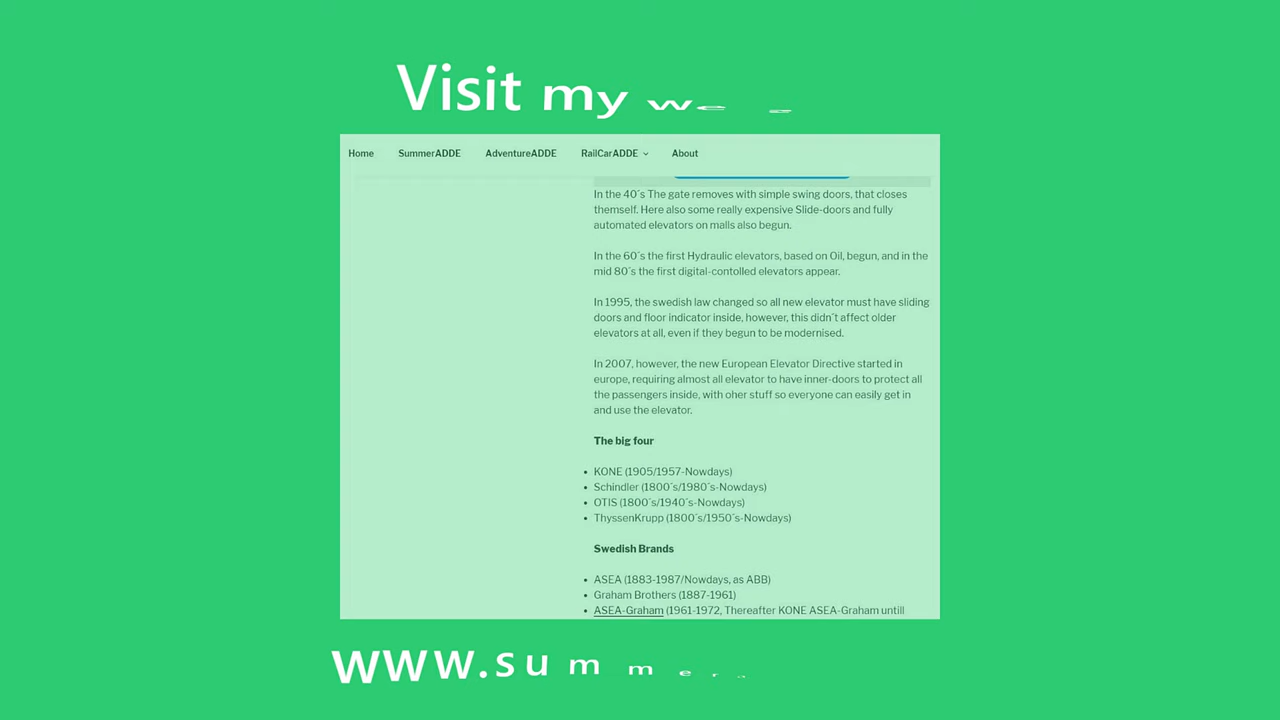 Visit my we
Home SummerADDE AdventureADDE RailCarADDE About
In the 40´s The gate removes with simple swing doors, that closes
themself. Here also some really expensive Slide-doors and fully
automated elevators on malls also begun.
In the 60´s the first Hydraulic elevators, based on Oil, begun, and in the
mid 80´s the first digital-contolled elevators appear.
In 1995, the swedish law changed so all new elevator must have sliding
doors and floor indicator inside, however, this didn´t affect older
elevators at all, even if they begun to be modernised.
In 2007, however, the new European Elevator Directive started in
europe, requiring almost all elevator to have inner-doors to protect all
the passengers inside, with oher stuff so everyone can easily get in
and use the elevator.
The big four
• KONE (1905/1957-Nowdays)
• Schindler (1800´s/1980´s-Nowdays)
• OTIS (1800´s/1940´s-Nowdays)
• ThyssenKrupp (1800´s/1950´s-Nowdays)
Swedish Brands
• ASEA (1883-1987/Nowdays, as ABB)
• Graham Brothers (1887-1961)
• ASEA-Graham (1961-1972, Thereafter KONE ASEA-Graham untill
www.summer